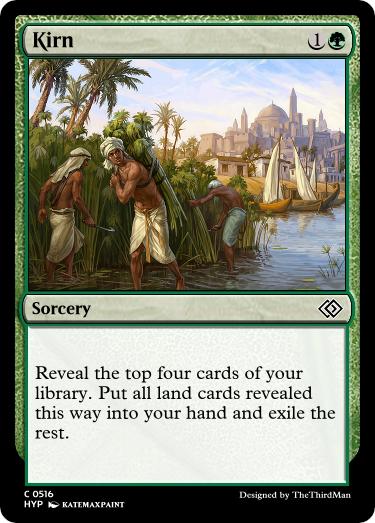 Kirn 1
Sorcery
Reveal the top four cards of your
library. Put all land cards revealed
this way into your hand and exile the
rest.
C 0516
HYP KATEMAXPAINT
Designed by TheThirdMan